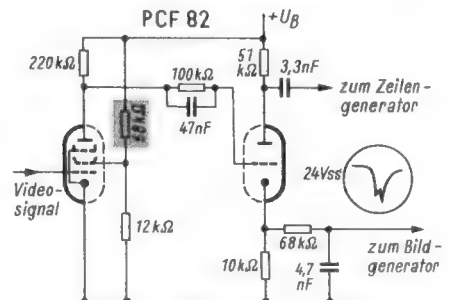 PCF 82
+U_B
220kΩ
51
kΩ
3,3nF
100kΩ
zum Zeilen-
generator
68kΩ
47nF
24Vss
Video-
signal
12kΩ
68kΩ
zum Bild-
generator
10kΩ
4,7
nF